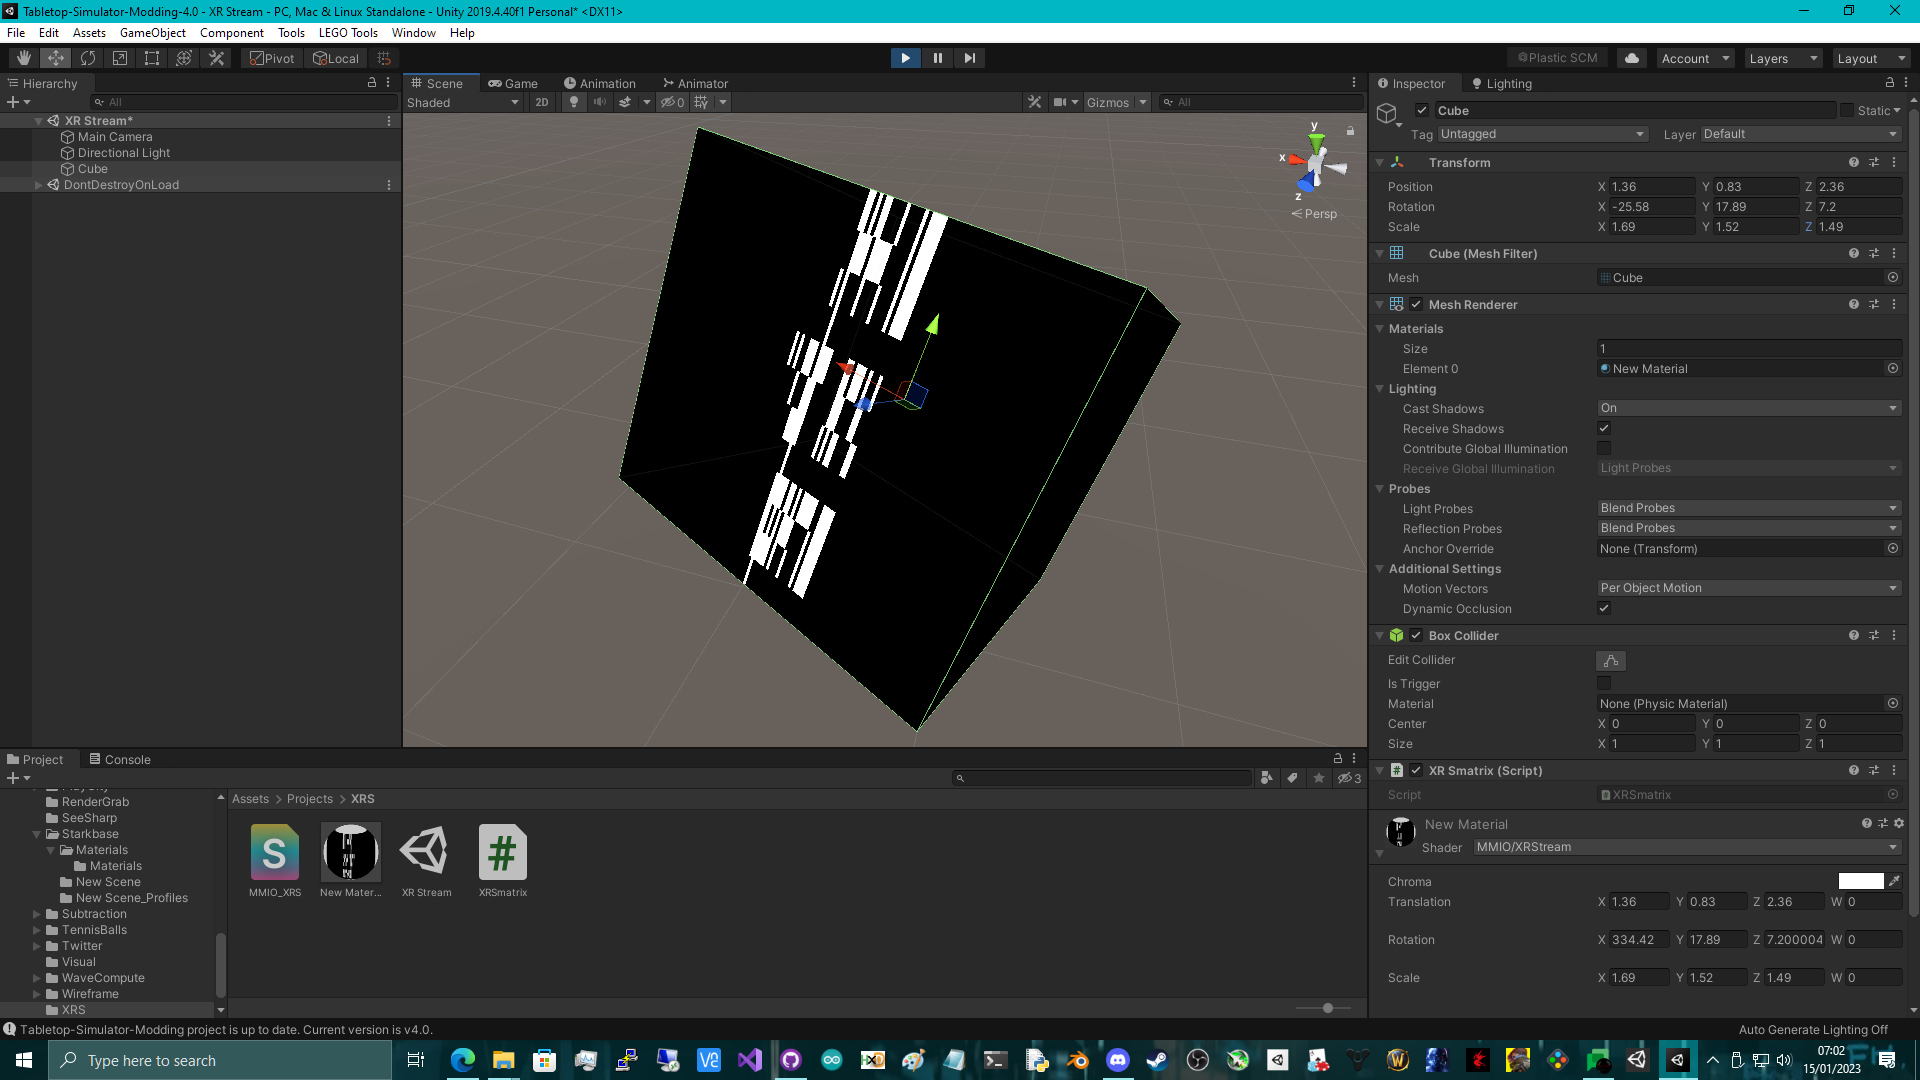 Tabletop-Simulator-Modding-4.0 - XR Stream - PC, Mac & Linux Standalone - Unity 2019.4.40f1 Personal* <DX11>
File Edit Assets GameObject Component Tools LEGO Tools Window Help
Pivot Local Plastic SCM Account Layers Layout
Hierarchy
All
XR Stream*
Main Camera
Directional Light
Cube
DontDestroyOnLoad
Scene Game Animation Animator
Shaded 2D 0 Gizmos All
y
x
z
Persp
Inspector Lighting
Cube Static
Tag Untagged Layer Default
Transform
Position X 1.36 Y 0.83 Z 2.36
Rotation X -25.58 Y 17.89 Z 7.2
Scale X 1.69 Y 1.52 Z 1.49
Cube (Mesh Filter)
Mesh Cube
Mesh Renderer
Materials
Size 1
Element 0 New Material
Lighting
Cast Shadows On
Receive Shadows
Contribute Global Illumination
Receive Global Illumination Light Probes
Probes
Light Probes Blend Probes
Reflection Probes Blend Probes
Anchor Override None (Transform)
Additional Settings
Motion Vectors Per Object Motion
Dynamic Occlusion
Box Collider
Edit Collider
Is Trigger
Material None (Physic Material)
Center X 0 Y 0 Z 0
Size X 1 Y 1 Z 1
XR Smatrix (Script)
Script XRSmatrix
New Material
Shader MMIO/XRStream
Chroma
Translation X 1.36 Y 0.83 Z 2.36 W 0
Rotation X 334.42 Y 17.89 Z 7.200004 W 0
Scale X 1.69 Y 1.52 Z 1.49 W 0
Project Console
3
RenderGrab
SeeSharp
Starkbase
Materials
Materials
New Scene
New Scene_Profiles
Subtraction
TennisBalls
Twitter
Visual
WaveCompute
Wireframe
XRS
Assets > Projects > XRS
MMIO_XRS New Mater... XR Stream XRSmatrix
Tabletop-Simulator-Modding project is up to date. Current version is v4.0.
Auto Generate Lighting Off
Type here to search
07:02
15/01/2023